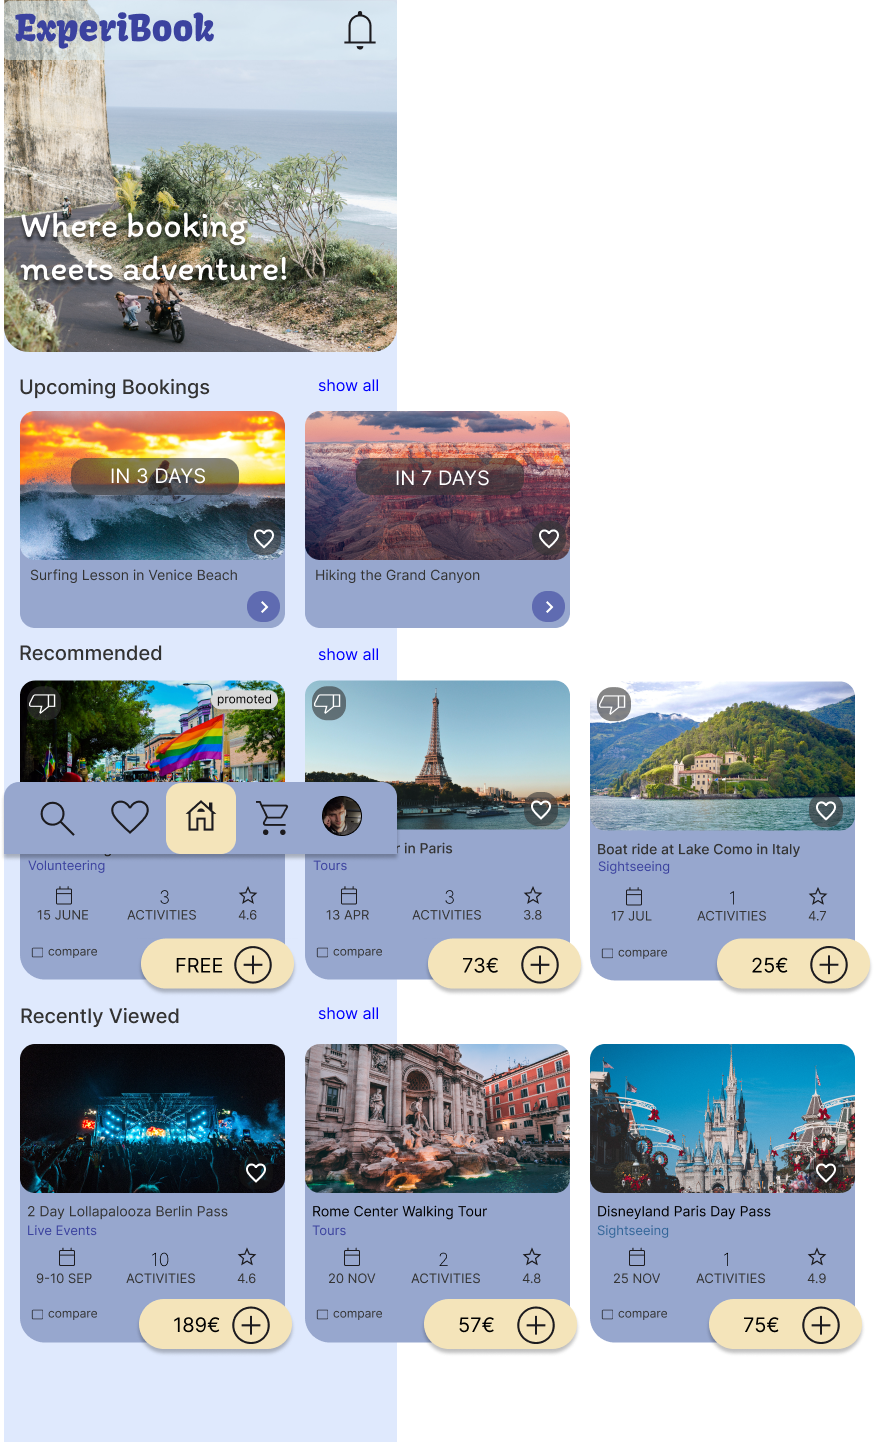 ExperiBook
Where booking
meets adventure!
Upcoming Bookings
show all
IN 3 DAYS
Surfing Lesson in Venice Beach
IN 7 DAYS
Hiking the Grand Canyon
Recommended
show all
promoted
Volunteering
15 JUNE
3
ACTIVITIES
4.6
compare
FREE
r in Paris
Tours
13 APR
3
ACTIVITIES
3.8
compare
73€
Boat ride at Lake Como in Italy
Sightseeing
17 JUL
1
ACTIVITIES
4.7
compare
25€
Recently Viewed
show all
2 Day Lollapalooza Berlin Pass
Live Events
9-10 SEP
10
ACTIVITIES
4.6
compare
189€
Rome Center Walking Tour
Tours
20 NOV
2
ACTIVITIES
4.8
compare
57€
Disneyland Paris Day Pass
Sightseeing
25 NOV
1
ACTIVITIES
4.9
compare
75€